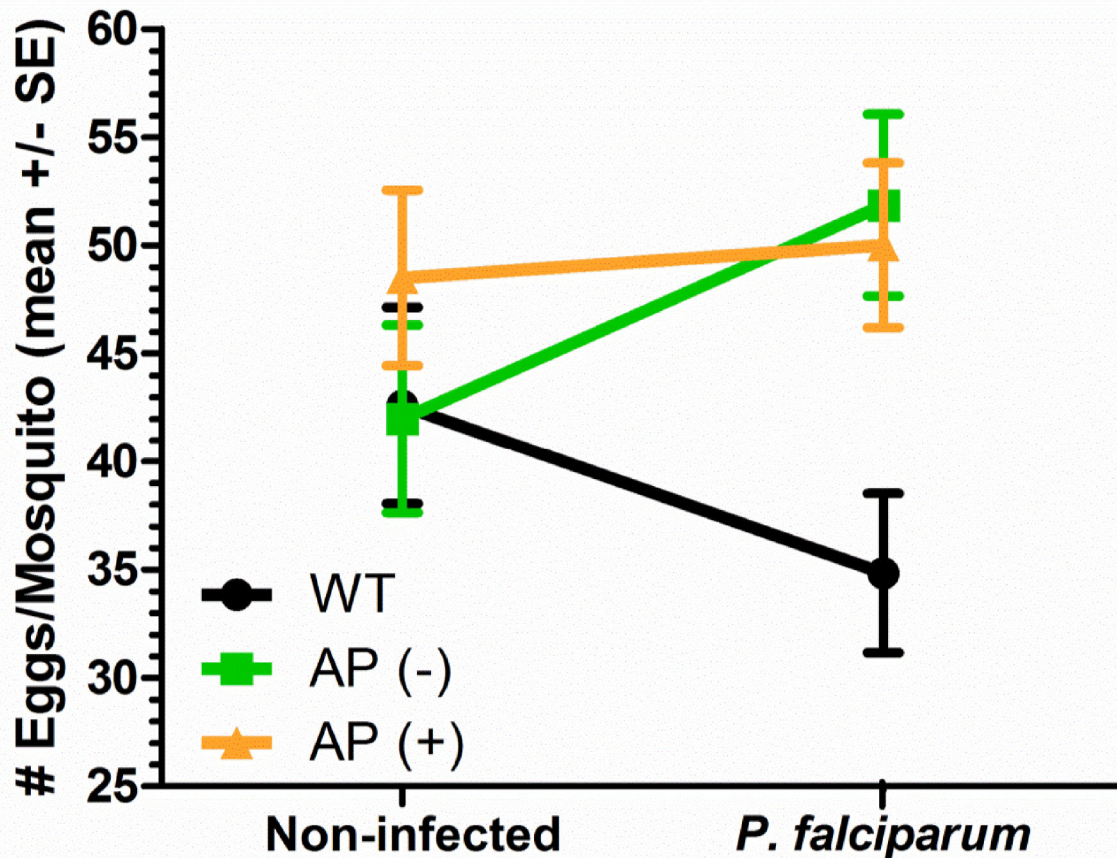 # Eggs/Mosquito (mean +/- SE)
60
55
50
45
40
35
30
25
WT
AP (-)
AP (+)
Non-infected
P. falciparum